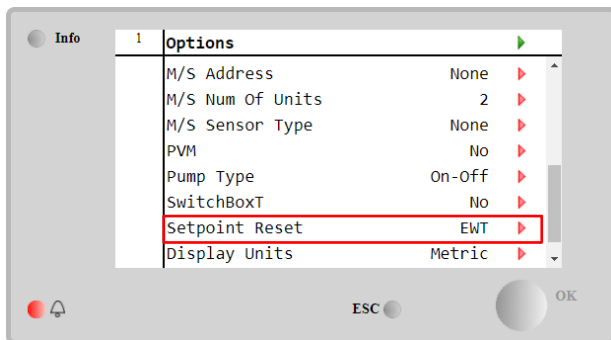 Info
1 Options
M/S Address None
M/S Num Of Units 2
M/S Sensor Type None
PVM No
Pump Type On-Off
SwitchBoxT No
Setpoint Reset EWT
Display Units Metric
ESC
OK